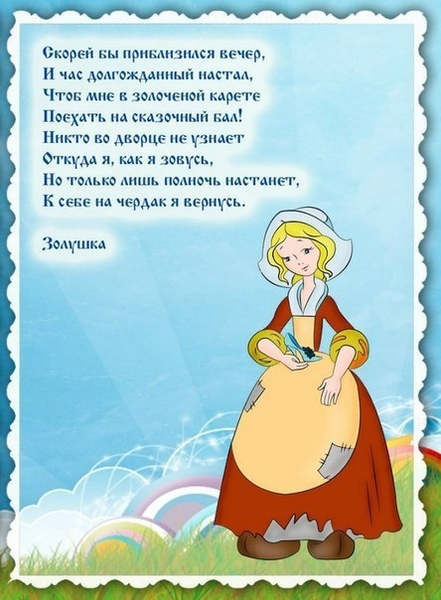 Скорей бы приблизился вечер,
И час долгожданный настал,
Чтоб мне в золоченой карете
Поехать на сказочный бал!
Никто во дворце не узнает
Откуда я, как я зовусь,
Но только лишь полночь настанет,
К себе на чердак я вернусь.
Золушка